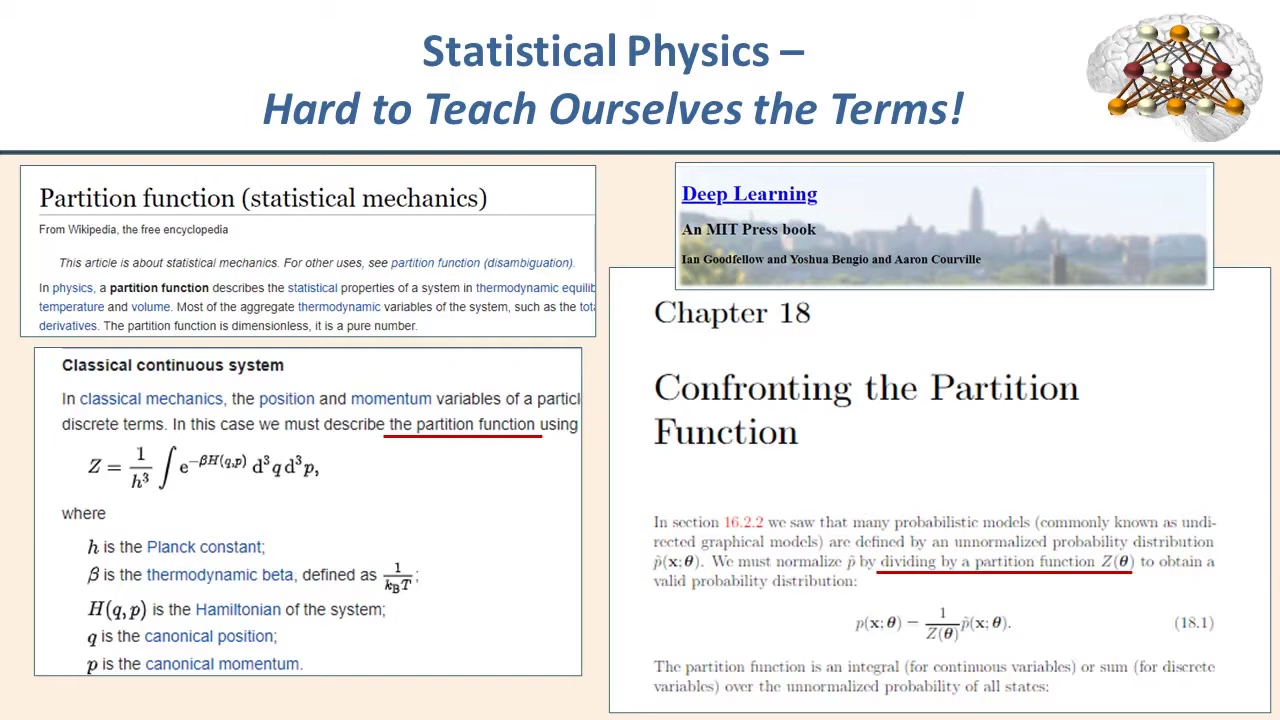 Statistical Physics –
Hard to Teach Ourselves the Terms!
Partition function (statistical mechanics)
From Wikipedia, the free encyclopedia
This article is about statistical mechanics. For other uses, see partition function (disambiguation).
In physics, a partition function describes the statistical properties of a system in thermodynamic equilib
temperature and volume. Most of the aggregate thermodynamic variables of the system, such as the tota
derivatives. The partition function is dimensionless, it is a pure number.
Classical continuous system
In classical mechanics, the position and momentum variables of a particl
discrete terms. In this case we must describe the partition function using
Z = 1/h³ ∫ e^{−βH(q,p)} d³q d³p,
where
h is the Planck constant;
β is the thermodynamic beta, defined as 1/(k_B T);
H(q, p) is the Hamiltonian of the system;
q is the canonical position;
p is the canonical momentum.
Deep Learning
An MIT Press book
Ian Goodfellow and Yoshua Bengio and Aaron Courville
Chapter 18
Confronting the Partition
Function
In section 16.2.2 we saw that many probabilistic models (commonly known as undi-
rected graphical models) are defined by an unnormalized probability distribution
p̃(x; θ). We must normalize p̃ by dividing by a partition function Z(θ) to obtain a
valid probability distribution:
p(x; θ) = 1/Z(θ) p̃(x; θ). (18.1)
The partition function is an integral (for continuous variables) or sum (for discrete
variables) over the unnormalized probability of all states: